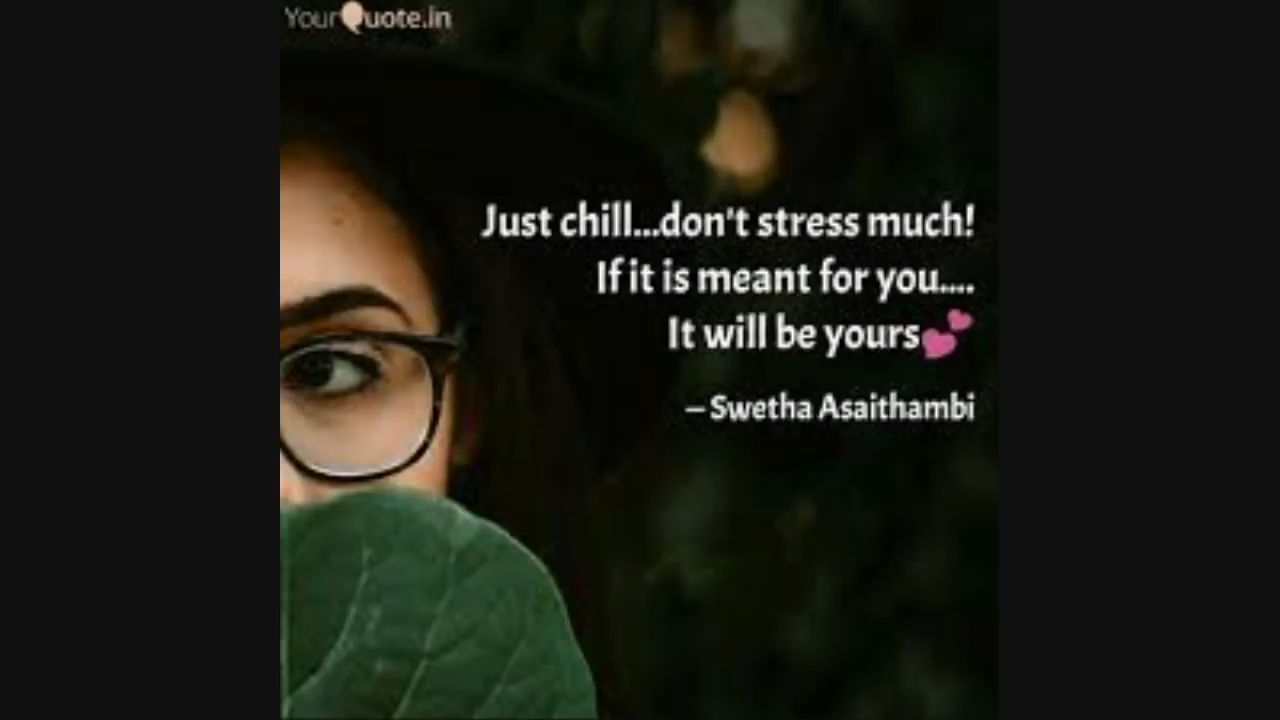 YourQuote.in
Just chill...don't stress much!
If it is meant for you....
It will be yours💕
– Swetha Asaithambi